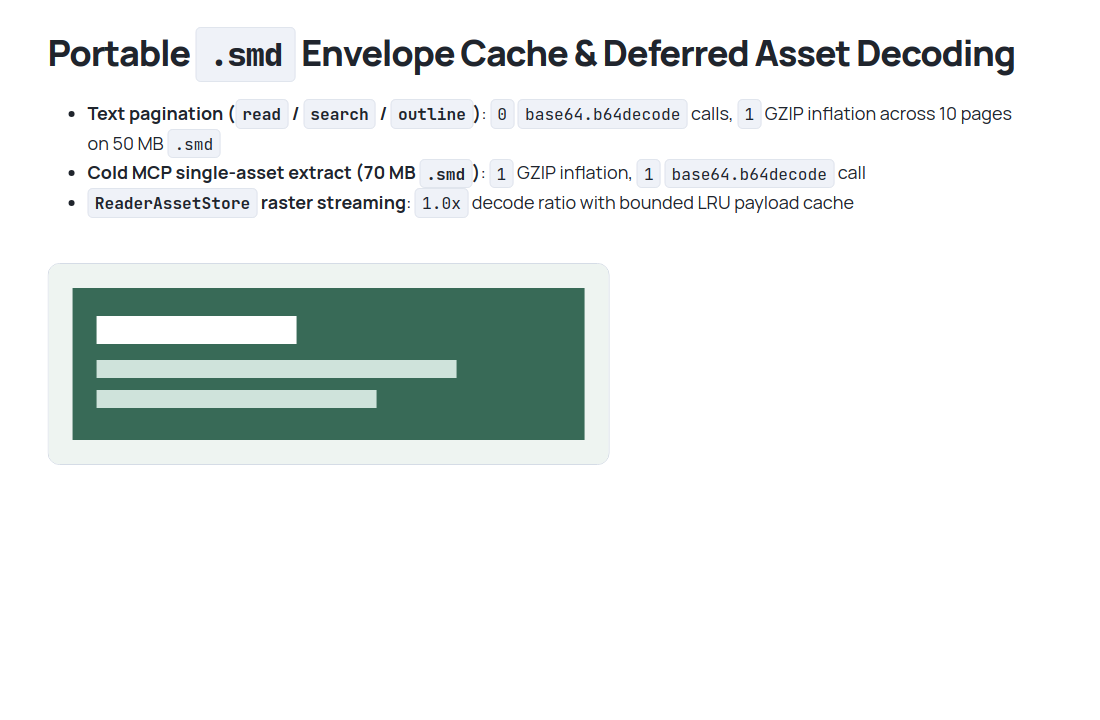 Portable .smd Envelope Cache & Deferred Asset Decoding
• Text pagination (read / search / outline): 0 base64.b64decode calls, 1 GZIP inflation across 10 pages
on 50 MB .smd
• Cold MCP single-asset extract (70 MB .smd): 1 GZIP inflation, 1 base64.b64decode call
• ReaderAssetStore raster streaming: 1.0x decode ratio with bounded LRU payload cache